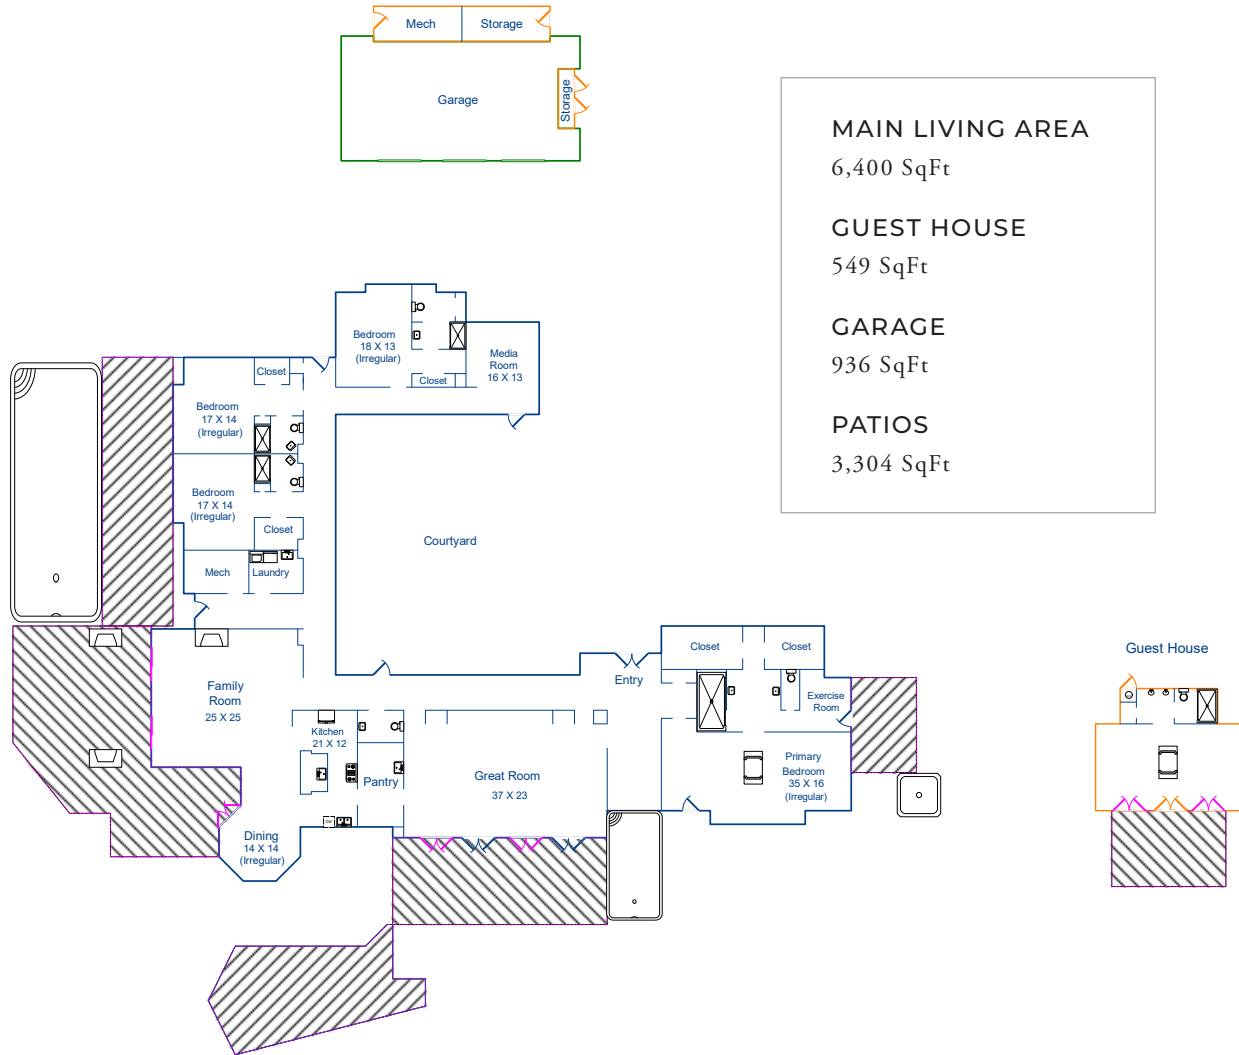 Mech
Storage
Garage
Storage
MAIN LIVING AREA
6,400 SqFt
GUEST HOUSE
549 SqFt
GARAGE
936 SqFt
PATIOS
3,304 SqFt
Bedroom
18 X 13
(Irregular)
Closet
Media
Room
16 X 13
Closet
Bedroom
17 X 14
(Irregular)
Bedroom
17 X 14
(Irregular)
Closet
Mech
Laundry
Courtyard
Family
Room
25 X 25
Kitchen
21 X 12
Pantry
Dining
14 X 14
(Irregular)
Great Room
37 X 23
Entry
Closet
Closet
Exercise
Room
Primary
Bedroom
35 X 16
(Irregular)
Guest House